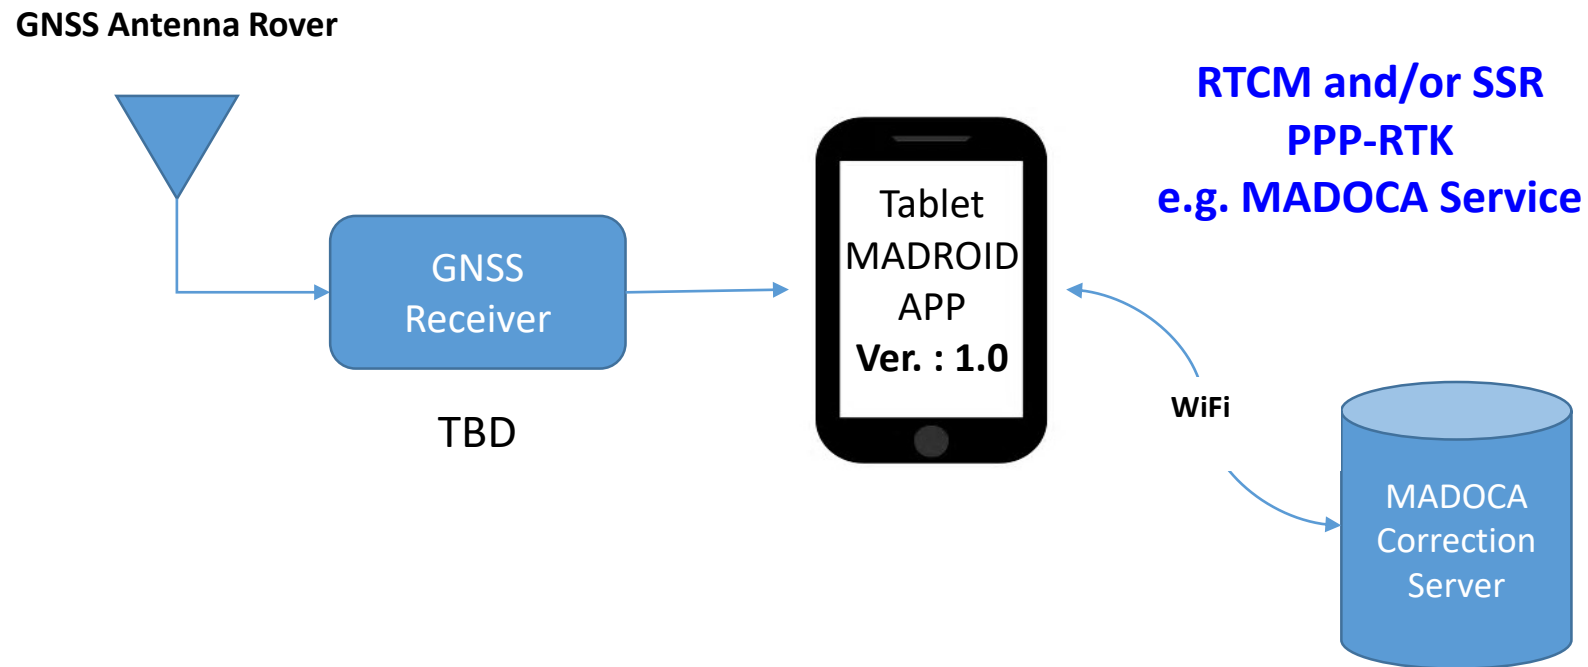 GNSS Antenna Rover
RTCM and/or SSR
PPP-RTK
e.g. MADOCA Service
GNSS
Receiver
TBD
Tablet
MADROID
APP
Ver. : 1.0
WiFi
MADOCA
Correction
Server